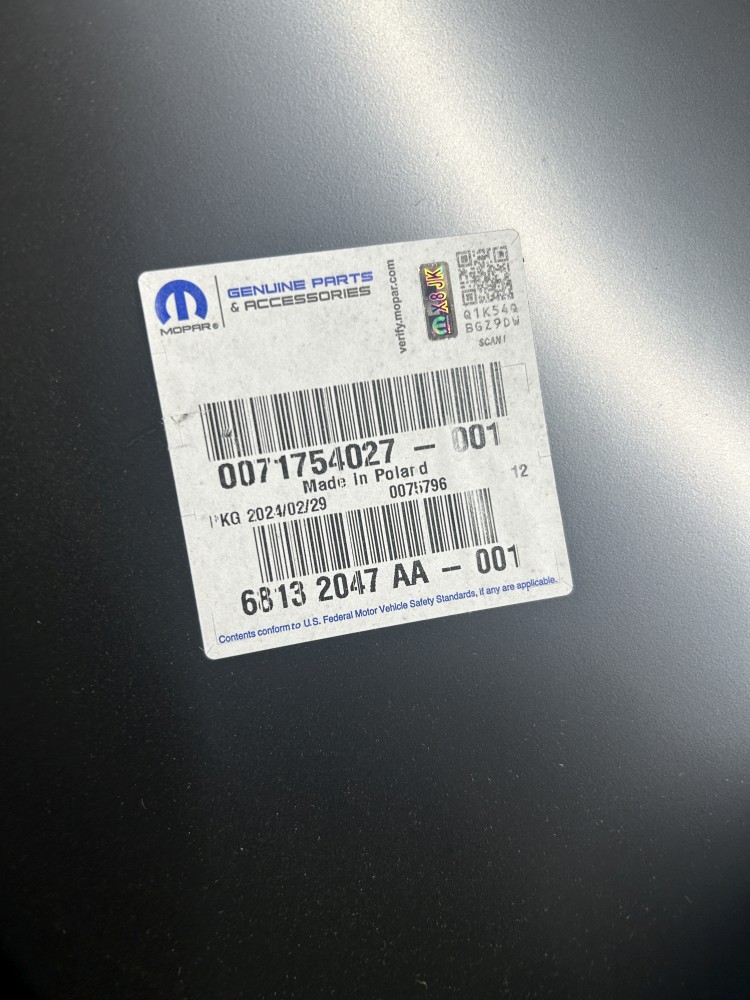 GENUINE PARTS
& ACCESSORIES
MOPAR®
verify.mopar.com
X8JK
Q1K54Q
BGZ9DW
SCAN!
0071754027 - 001
Made In Poland
0075796
12
PKG 2024/02/29
6813 2047 AA - 001
Contents conform to U.S. Federal Motor Vehicle Safety Standards, if any are applicable.